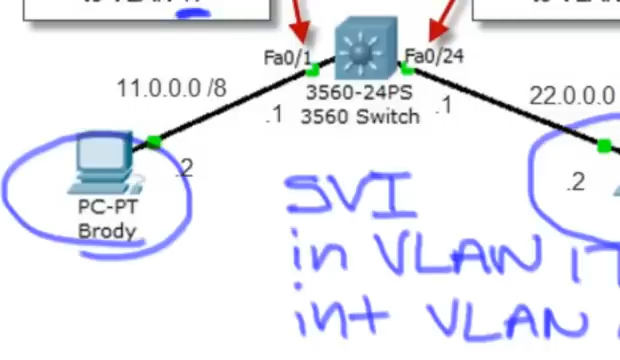 Fa0/1
Fa0/24
11.0.0.0 /8
3560-24PS
3560 Switch
.1
.1
22.0.0.0
.2
.2
PC-PT
Brody
SVI
in VLAN
int VLAN